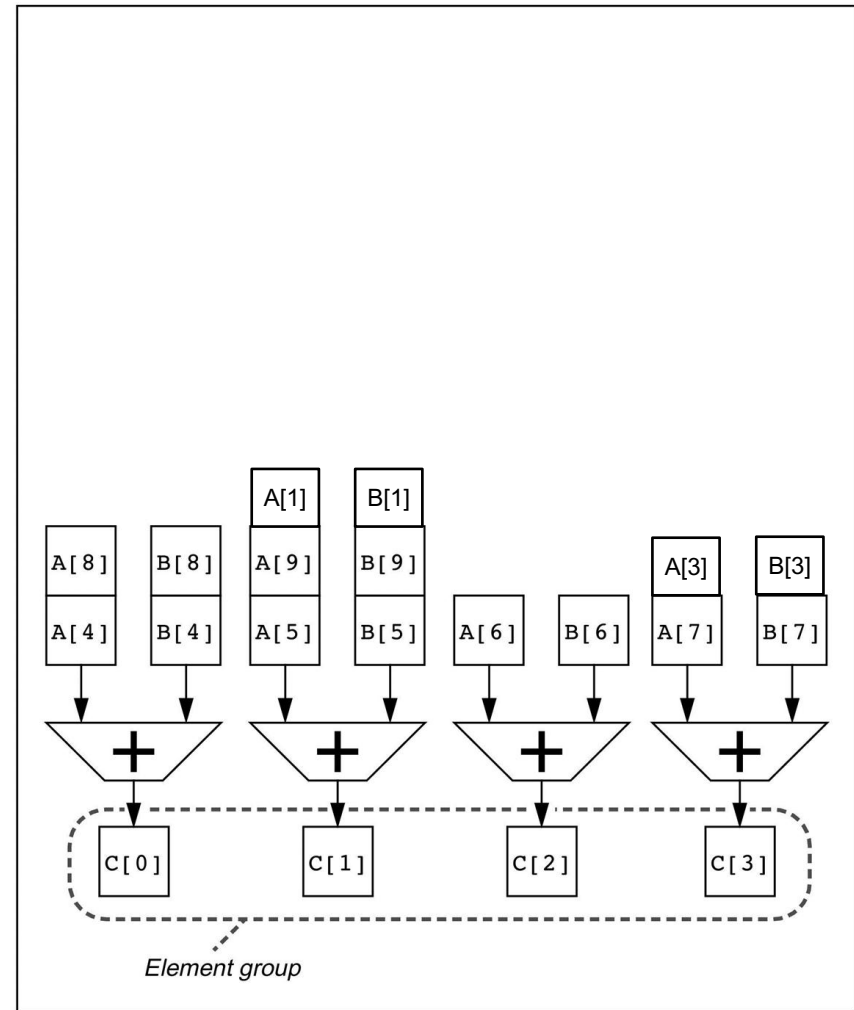 A[1] B[1]
A[8] B[8] A[9] B[9] A[3] B[3]
A[4] B[4] A[5] B[5] A[6] B[6] A[7] B[7]
+ + + +
C[0] C[1] C[2] C[3]
Element group